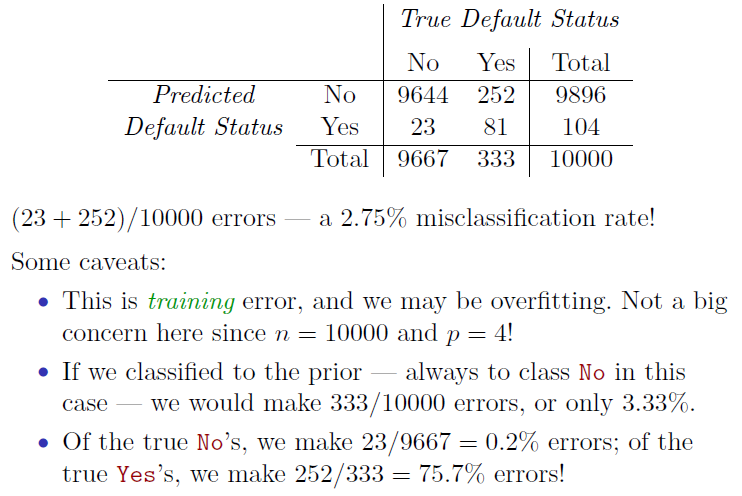 True Default Status
No Yes Total
Predicted No 9644 252 9896
Default Status Yes 23 81 104
Total 9667 333 10000
(23 + 252)/10000 errors — a 2.75% misclassification rate!
Some caveats:
• This is training error, and we may be overfitting. Not a big
concern here since n = 10000 and p = 4!
• If we classified to the prior — always to class No in this
case — we would make 333/10000 errors, or only 3.33%.
• Of the true No's, we make 23/9667 = 0.2% errors; of the
true Yes's, we make 252/333 = 75.7% errors!